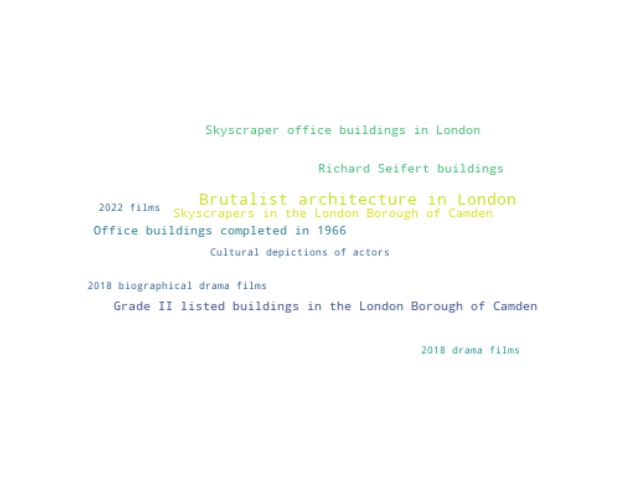 Skyscraper office buildings in London
Richard Seifert buildings
Brutalist architecture in London
2022 films
Skyscrapers in the London Borough of Camden
Office buildings completed in 1966
Cultural depictions of actors
2018 biographical drama films
Grade II listed buildings in the London Borough of Camden
2018 drama films